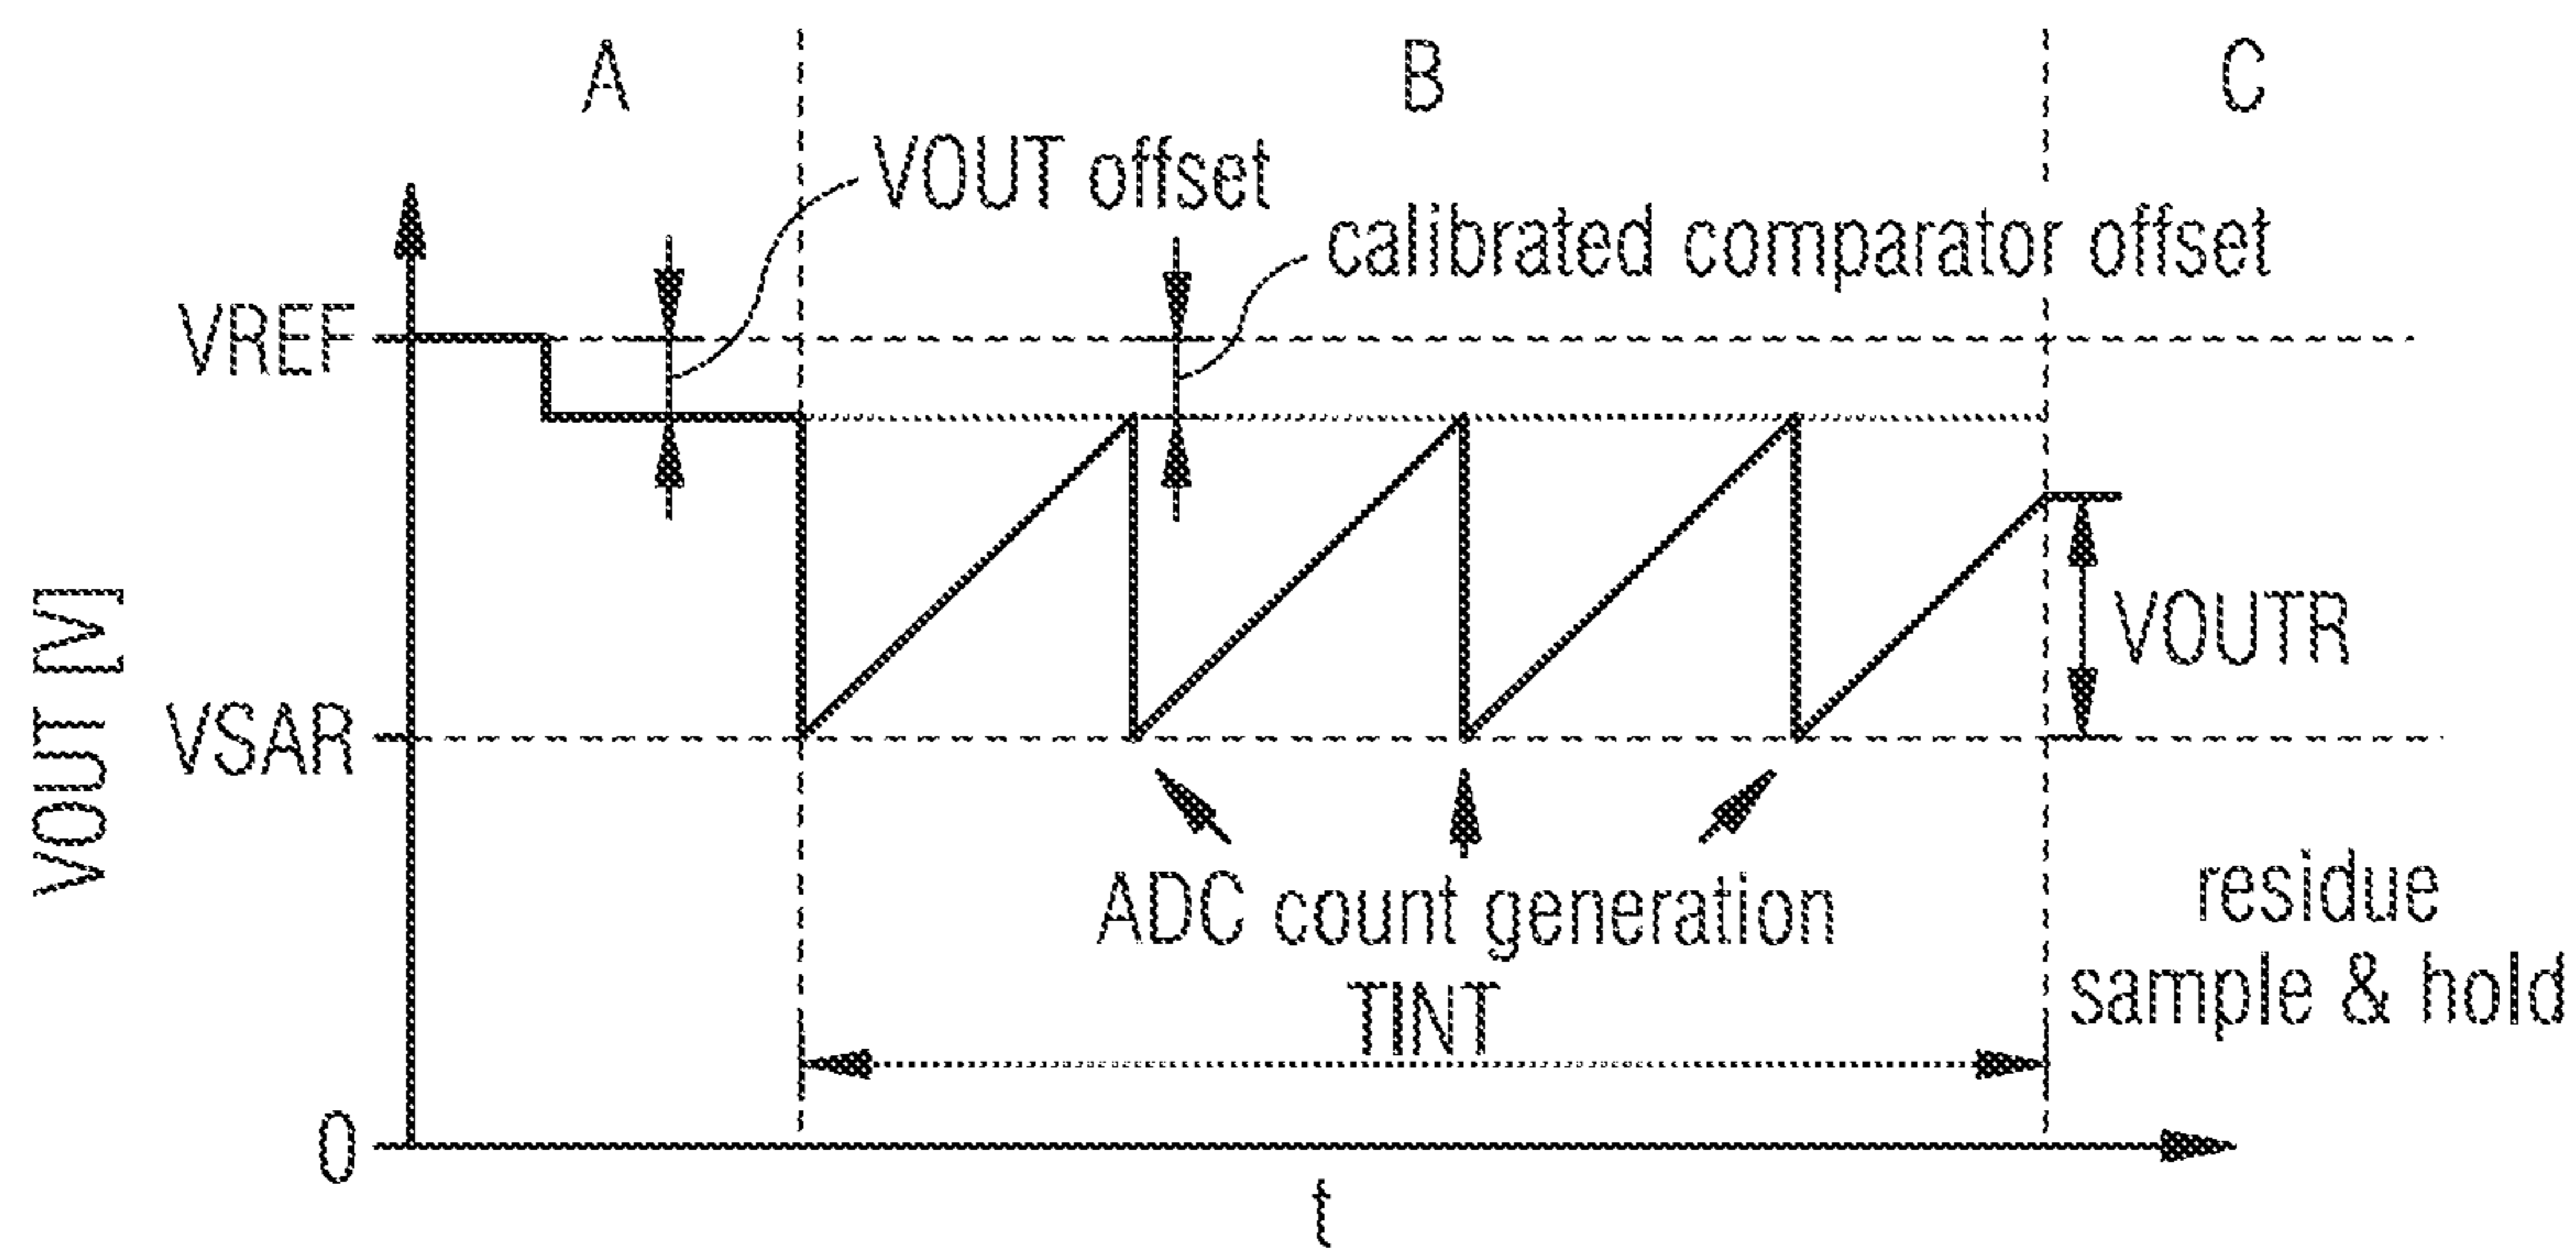 A
B
C
VOUT offset
calibrated comparator offset
VREF
VOUT [V]
VSAR
VOUTR
ADC count generation
TINT
residue
sample & hold
0
t